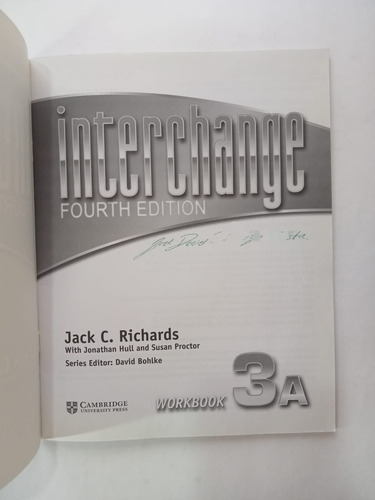 interchange
FOURTH EDITION
Jack C. Richards
With Jonathan Hull and Susan Proctor
Series Editor: David Bohlke
CAMBRIDGE
UNIVERSITY PRESS
WORKBOOK 3A